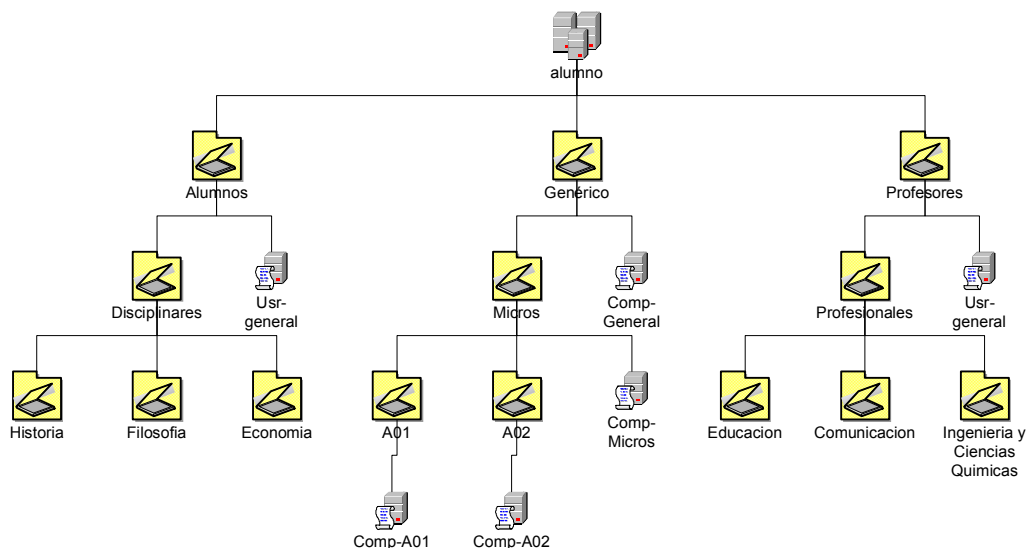 alumno
Alumnos
Genérico
Profesores
Disciplinares
Usr-
general
Micros
Comp-
General
Profesionales
Usr-
general
Historia
Filosofia
Economia
A01
A02
Comp-
Micros
Educacion
Comunicacion
Ingenieria y
Ciencias
Quimicas
Comp-A01
Comp-A02